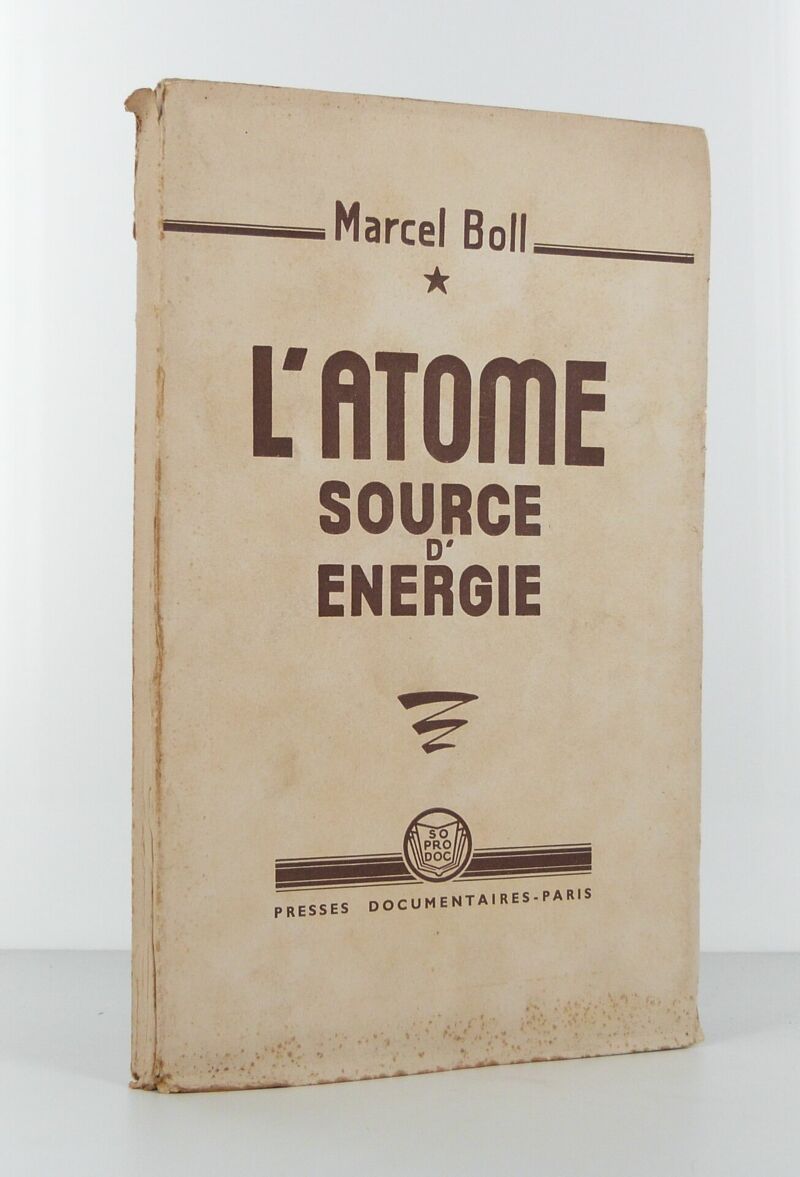 Marcel Boll
L'ATOME
SOURCE
D'
ENERGIE
SO
PRO
DOC
PRESSES DOCUMENTAIRES-PARIS